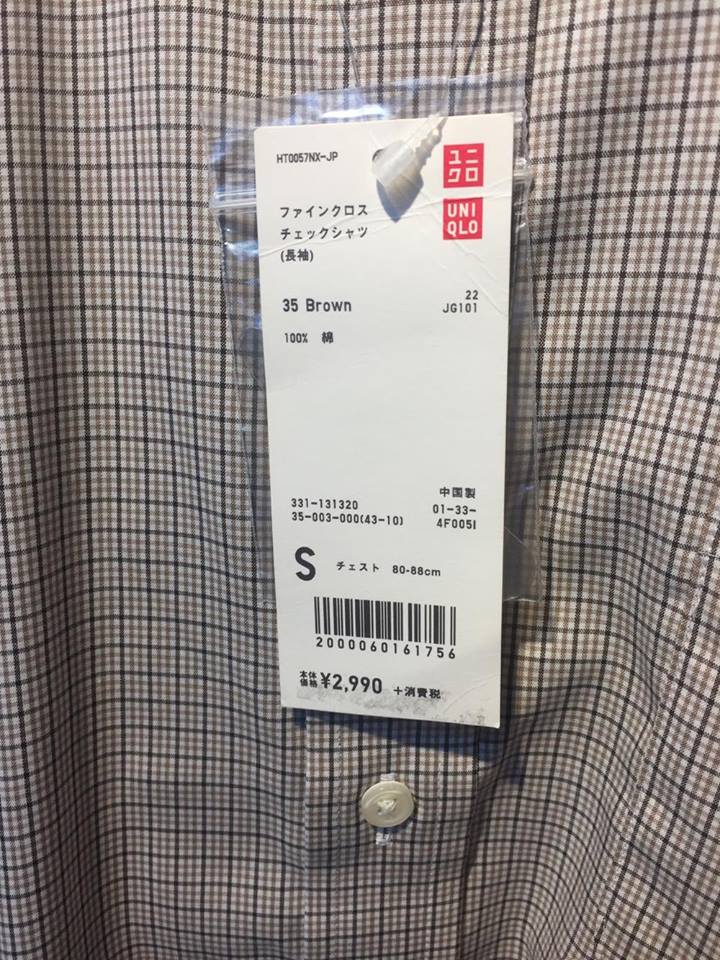 HT0057NX-JP
ユニ
クロ
UNI
QLO
ファインクロス
チェックシャツ
(長袖)
35 Brown
22
JG101
100% 綿
中国製
331-131320
01-33-
35-003-000(43-10)
4F005I
S チェスト 80-88cm
2000060161756
本体
価格 ¥2,990 +消費税